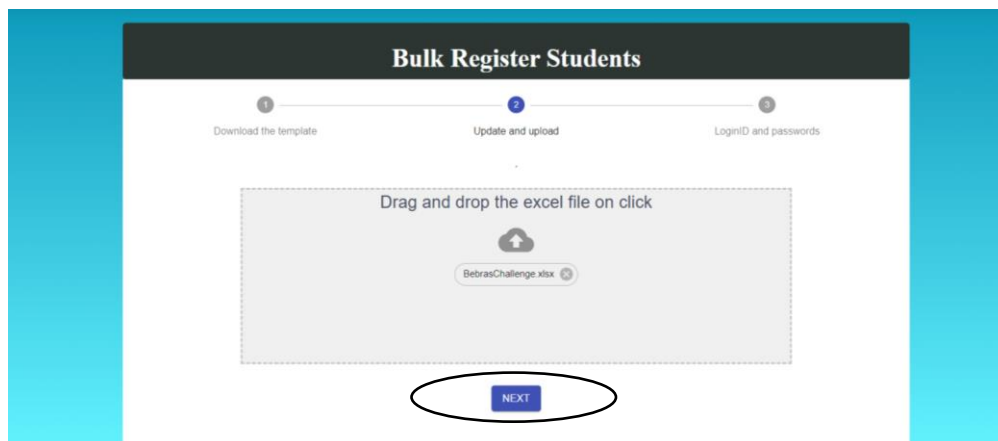 Bulk Register Students
1
2
3
Download the template
Update and upload
LoginID and passwords
Drag and drop the excel file on click
BebrasChallenge.xlsx
NEXT